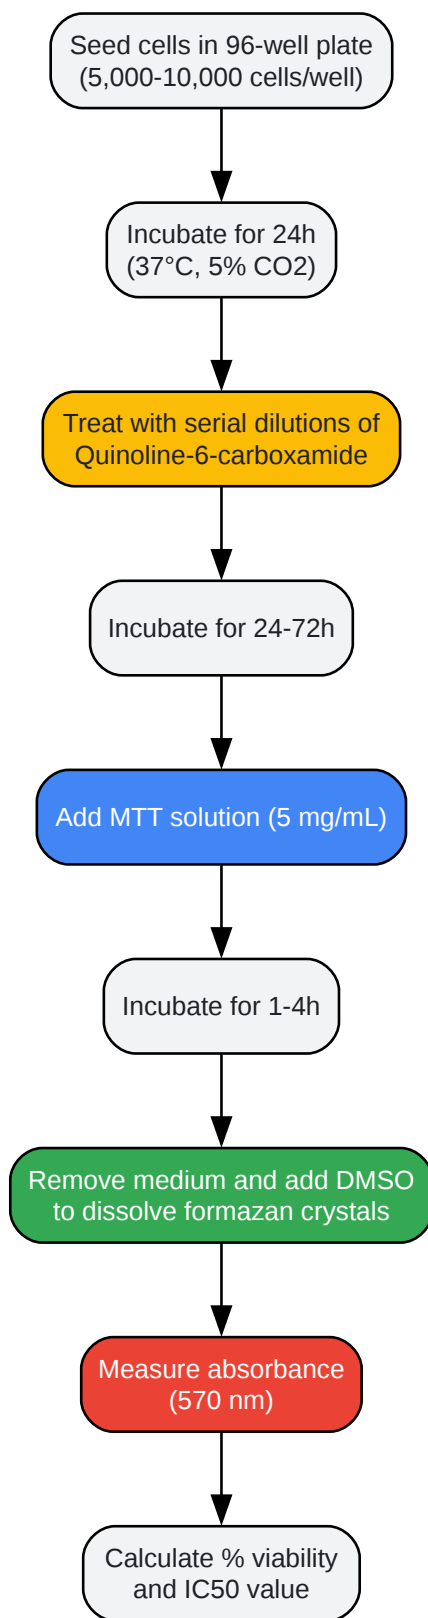 Seed cells in 96-well plate
(5,000-10,000 cells/well)
Incubate for 24h
(37°C, 5% CO2)
Treat with serial dilutions of
Quinoline-6-carboxamide
Incubate for 24-72h
Add MTT solution (5 mg/mL)
Incubate for 1-4h
Remove medium and add DMSO
to dissolve formazan crystals
Measure absorbance
(570 nm)
Calculate % viability
and IC50 value